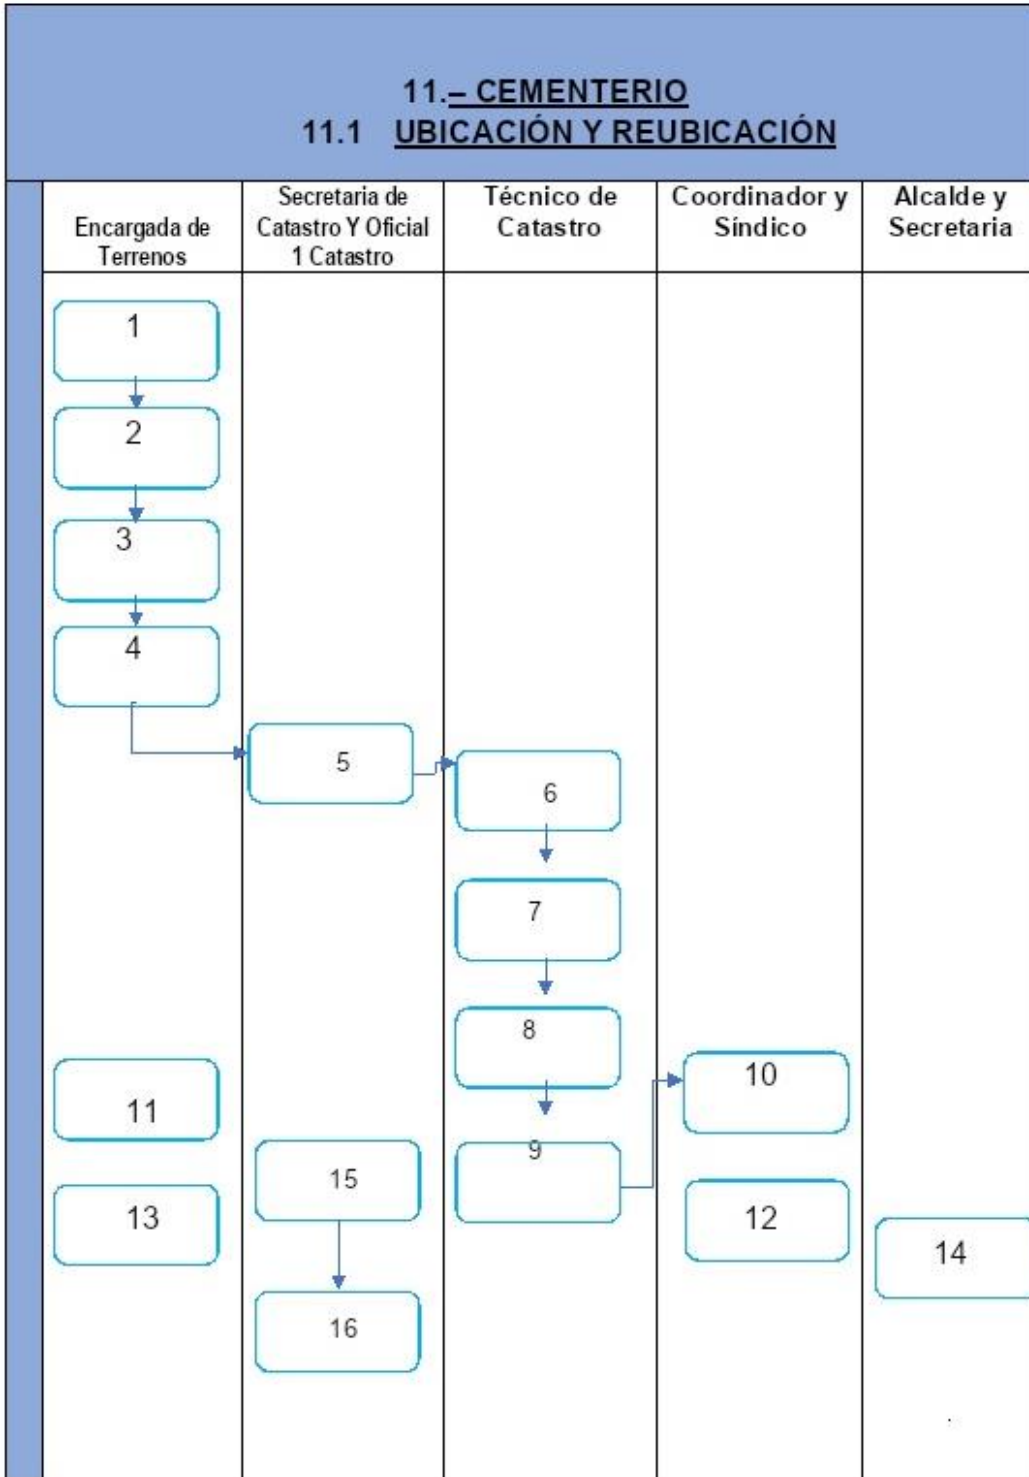 11.– CEMENTERIO
11.1 UBICACIÓN Y REUBICACIÓN
Encargada de
Terrenos
Secretaria de
Catastro Y Oficial
1 Catastro
Técnico de
Catastro
Coordinador y
Síndico
Alcalde y
Secretaria
1
2
3
4
5
6
7
8
9
10
11
12
13
14
15
16